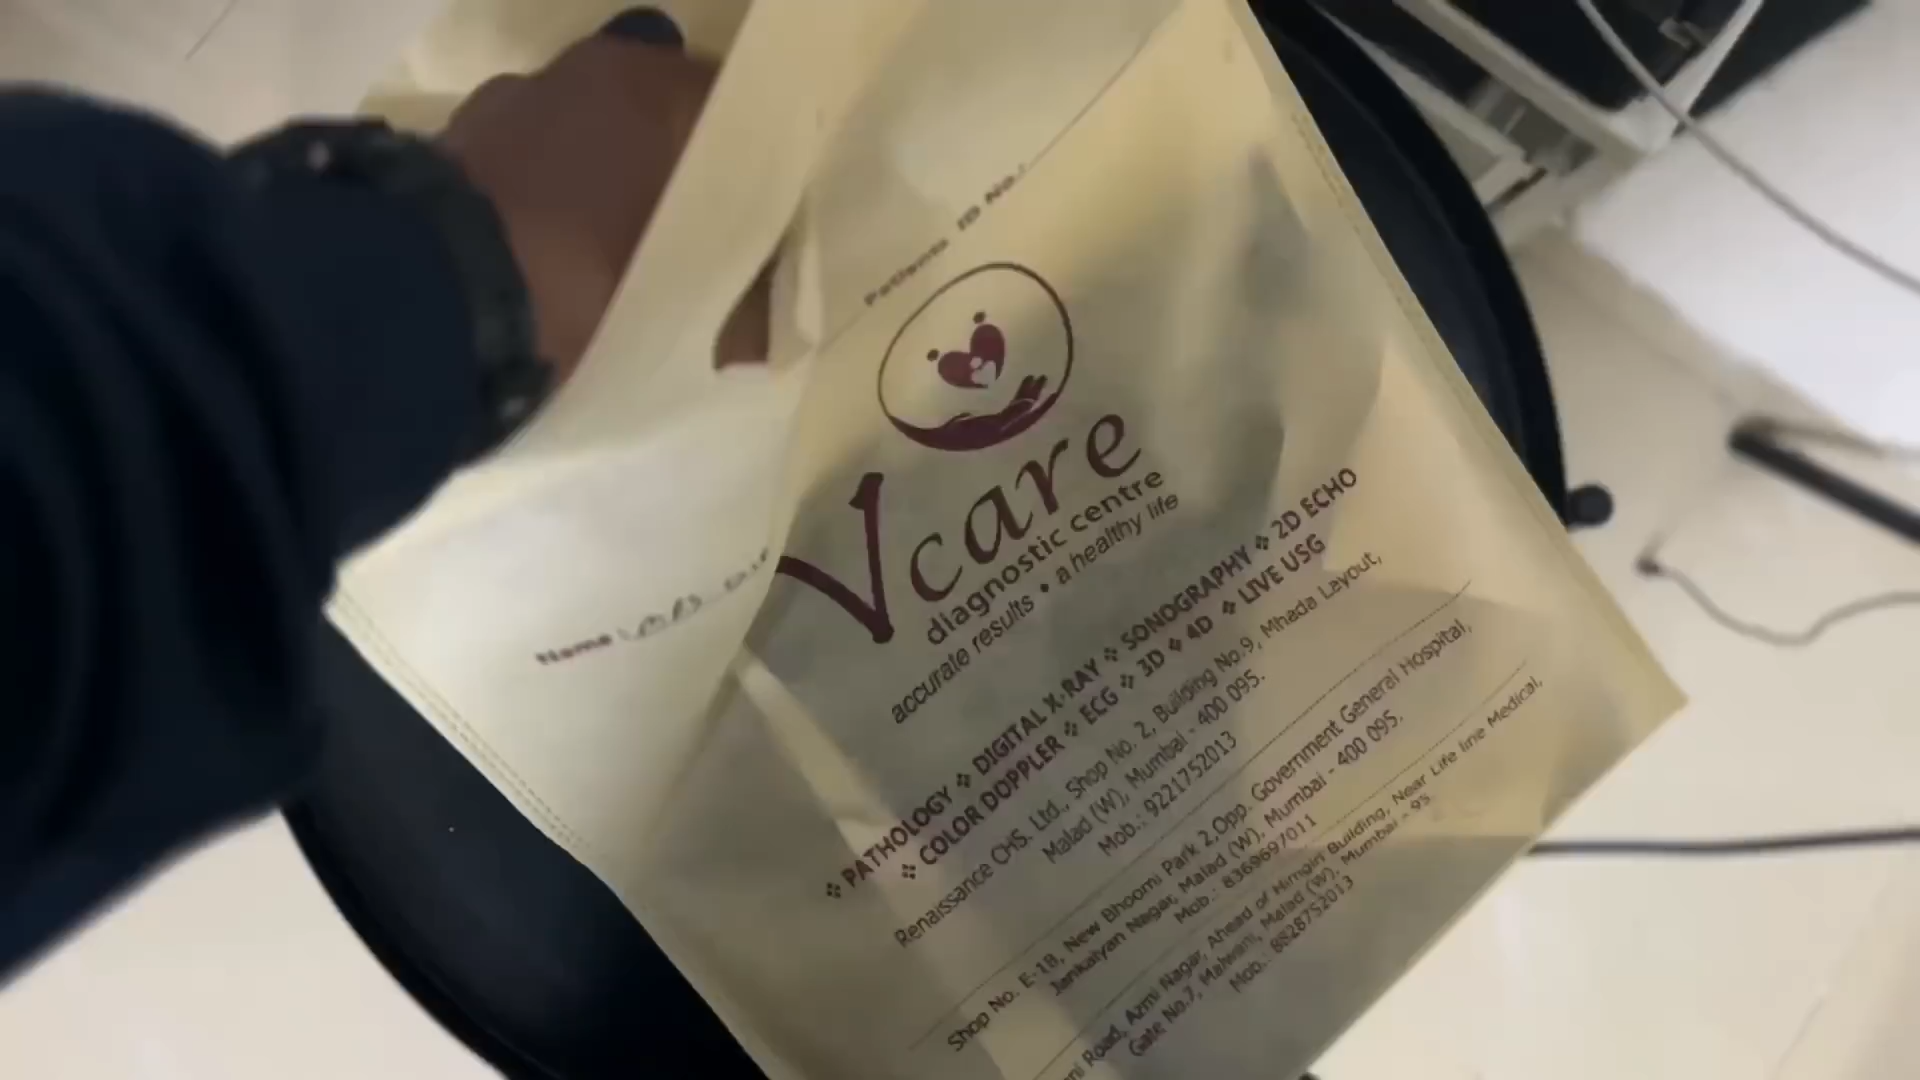 Patients ID No.:
Name :
Vcare
diagnostic centre
accurate results • a healthy life
❖ PATHOLOGY ❖ DIGITAL X-RAY ❖ SONOGRAPHY ❖ 2D ECHO
❖ COLOR DOPPLER ❖ ECG ❖ 3D ❖ 4D ❖ LIVE USG
Renaissance CHS. Ltd., Shop No. 2, Building No.9, Mhada Layout,
Malad (W), Mumbai - 400 095.
Mob.: 9221752013
Shop No. E-18, New Bhoomi Park 2,Opp. Government General Hospital,
Jankalyan Nagar, Malad (W), Mumbai - 400 095.
Mob.: 8369697011
Road, Azmi Nagar, Ahead of Himgiri Building, Near Life line Medical,
Gate No.7, Malwani, Malad (W), Mumbai - 95.
Mob.: 8828752013